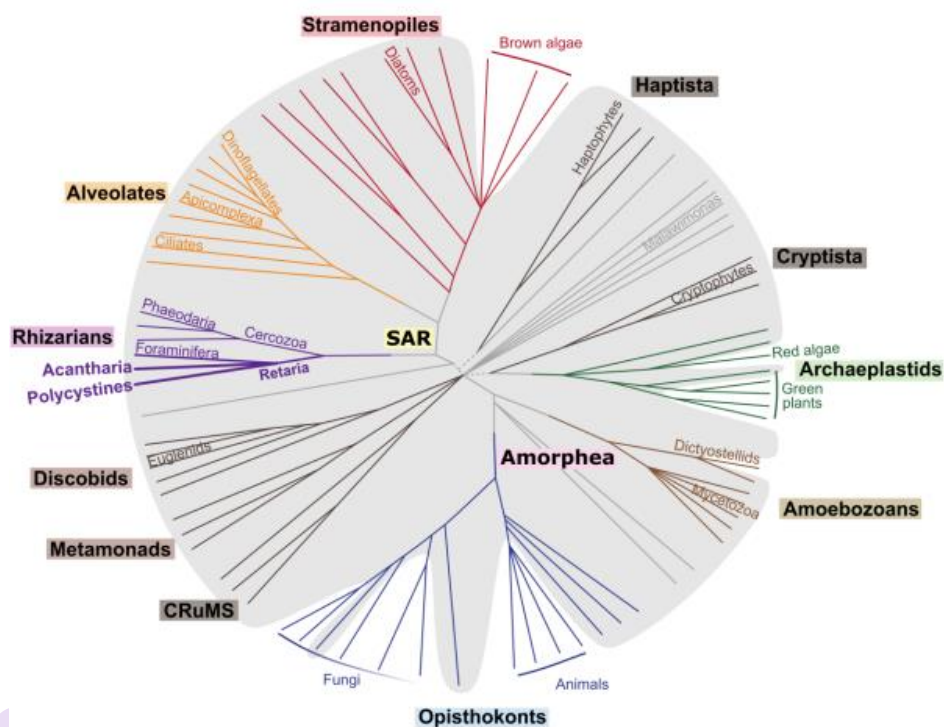 Stramenopiles
Brown algae
Diatoms
Haptista
Haptophytes
Dinoflagellates
Alveolates
Apicomplexa
Malawimonas
Ciliates
Cryptista
Cryptophytes
Phaeodaria
Rhizarians
Cercozoa
SAR
Foraminifera
Red algae
Acantharia
Retaria
Archaeplastids
Polycystines
Green
plants
Euglenids
Amorphea
Dictyostellids
Discobids
Mycetozoa
Amoebozoans
Metamonads
CRuMS
Fungi
Animals
Opisthokonts